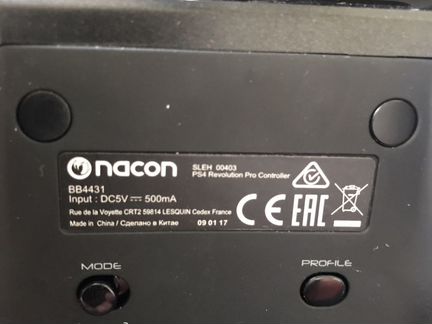 nacon
SLEH 00403
PS4 Revolution Pro Controller
BB4431
Input : DC5V ⎓ 500mA
Rue de la Voyette CRT2 59814 LESQUIN Cedex France
Made in China / Сделано в Китае 09 01 17
CE EAC
MODE PROFILE